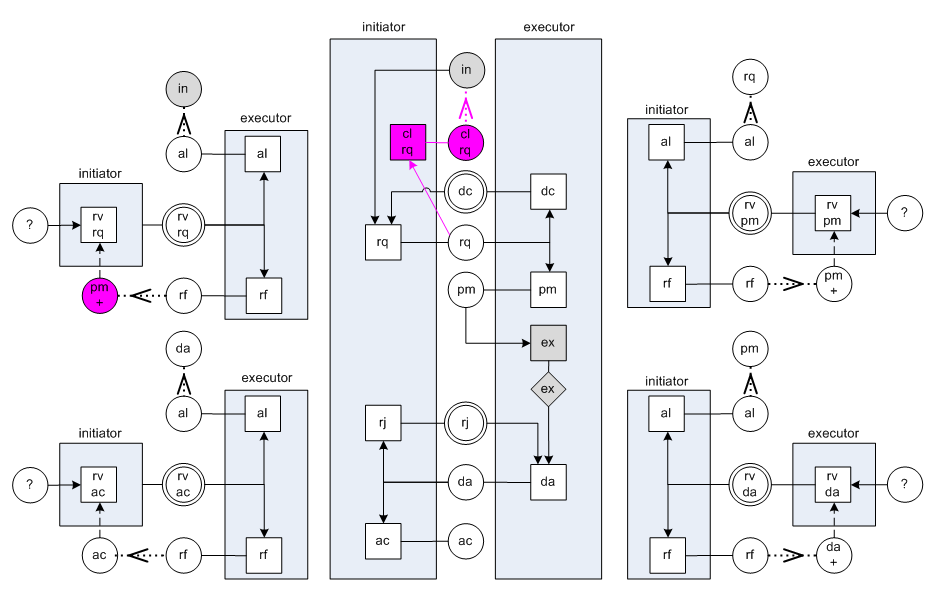 in
executor
al
al
initiator
?
rv
rq
rv
rq
pm
+
rf
rf
da
executor
al
al
initiator
?
rv
ac
rv
ac
ac
rf
rf
initiator
executor
in
cl
rq
cl
rq
dc
dc
rq
rq
pm
pm
ex
ex
rj
rj
da
da
ac
ac
rq
initiator
al
al
executor
rv
pm
rv
pm
?
rf
rf
pm
+
pm
initiator
al
al
executor
rv
da
rv
da
?
rf
rf
da
+